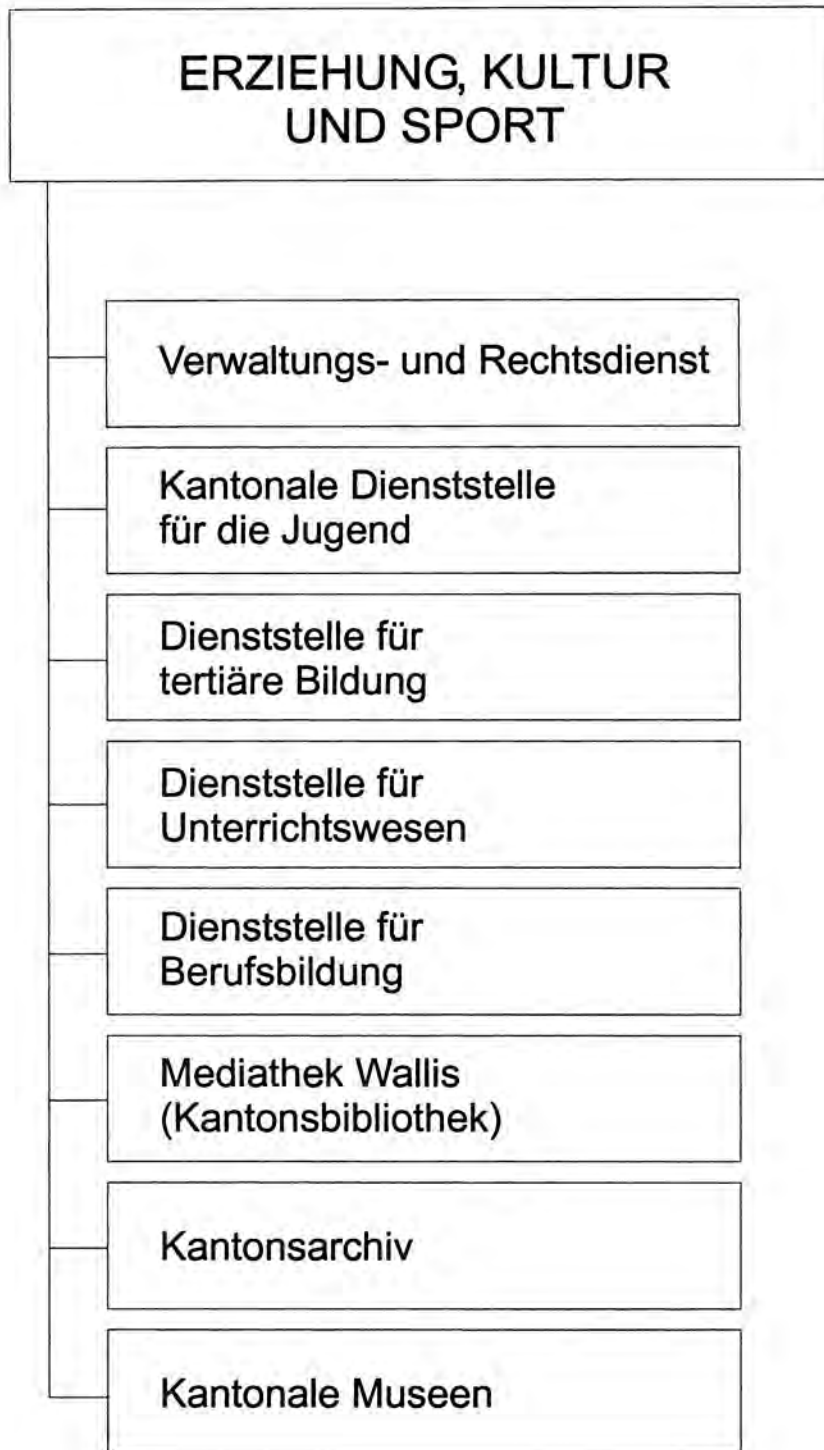 ERZIEHUNG, KULTUR
UND SPORT
Verwaltungs- und Rechtsdienst
Kantonale Dienststelle
für die Jugend
Dienststelle für
tertiäre Bildung
Dienststelle für
Unterrichtswesen
Dienststelle für
Berufsbildung
Mediathek Wallis
(Kantonsbibliothek)
Kantonsarchiv
Kantonale Museen